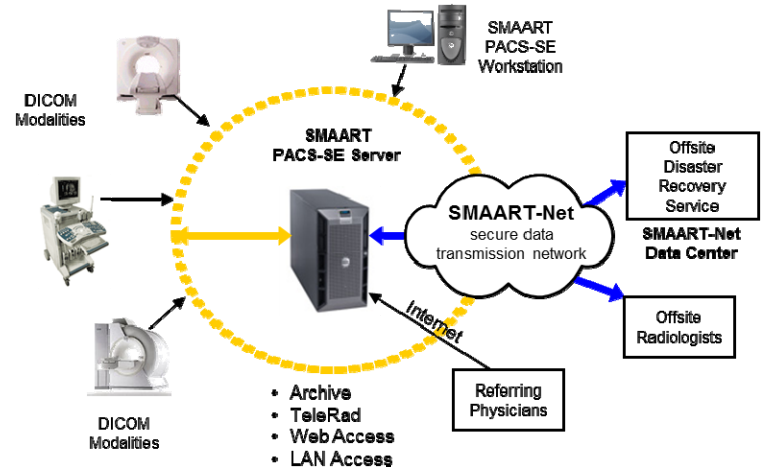 SMAART
PACS-SE
Workstation
DICOM
Modalities
SMAART
PACS-SE Server
Offsite
Disaster
Recovery
Service
SMAART-Net
secure data
transmission network
SMAART-Net
Data Center
Internet
Offsite
Radiologists
Referring
Physicians
• Archive
• TeleRad
• Web Access
• LAN Access
DICOM
Modalities